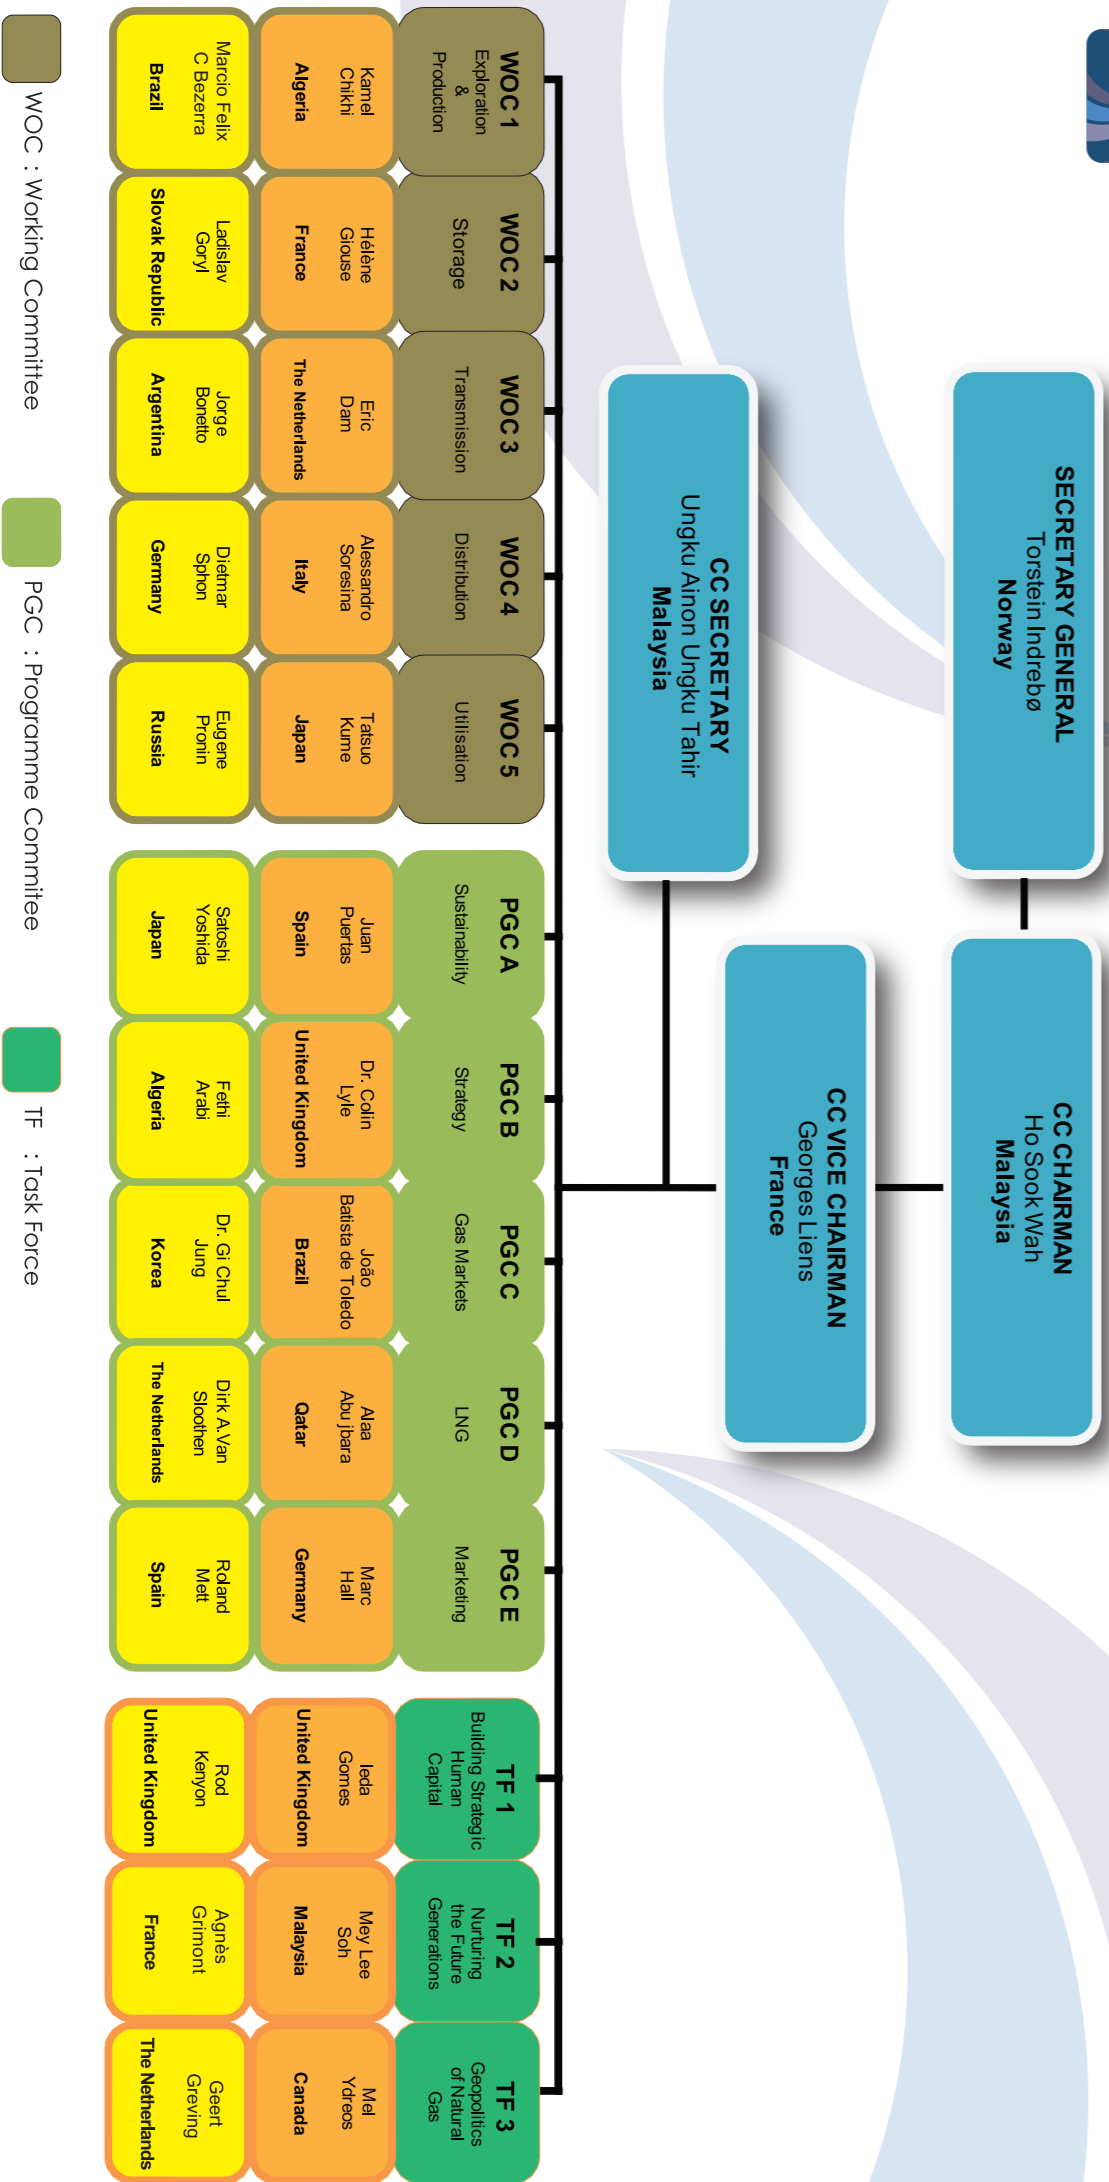 SECRETARY GENERAL
Torstein Indrebø
Norway
CC CHAIRMAN
Ho Sook Wah
Malaysia
CC VICE CHAIRMAN
Georges Liens
France
CC SECRETARY
Ungku Ainon Ungku Tahir
Malaysia
WOC 1
Exploration
&
Production
WOC 2
Storage
WOC 3
Transmission
WOC 4
Distribution
WOC 5
Utilisation
PGC A
Sustainability
PGC B
Strategy
PGC C
Gas Markets
PGC D
LNG
PGC E
Marketing
TF 1
Building Strategic
Human
Capital
TF 2
Nurturing
the Future
Generations
TF 3
Geopolitics
of Natural
Gas
Kamel
Chikhi
Algeria
Hélène
Giouse
France
Eric
Dam
The Netherlands
Alessandro
Soresina
Italy
Tatsuo
Kume
Japan
Juan
Puertas
Spain
Dr. Colin
Lyle
United Kingdom
João
Batista de Toledo
Brazil
Alaa
Abu jbara
Qatar
Marc
Hall
Germany
Ieda
Gomes
United Kingdom
Mey Lee
Soh
Malaysia
Mel
Ydreos
Canada
Marcio Felix
C Bezerra
Brazil
Ladislav
Goryl
Slovak Republic
Jorge
Bonetto
Argentina
Dietmar
Sphon
Germany
Eugene
Pronin
Russia
Satoshi
Yoshida
Japan
Fethi
Arabi
Algeria
Dr. Gi Chul
Jung
Korea
Dirk A.Van
Sloothen
The Netherlands
Roland
Mett
Spain
Rod
Kenyon
United Kingdom
Agnès
Grimont
France
Geert
Greving
The Netherlands
WOC : Working Committee
PGC : Programme Commitee
TF : Task Force